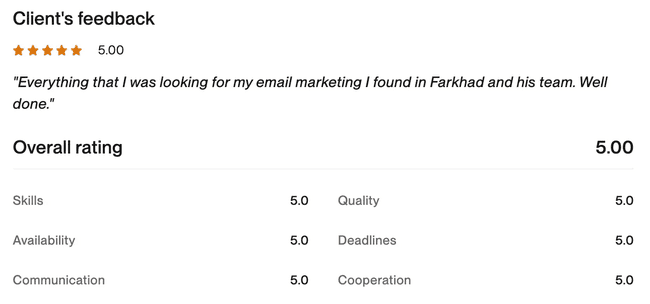 Client's feedback
5.00
"Everything that I was looking for my email marketing I found in Farkhad and his team. Well
done."
Overall rating 5.00
Skills 5.0 Quality 5.0
Availability 5.0 Deadlines 5.0
Communication 5.0 Cooperation 5.0